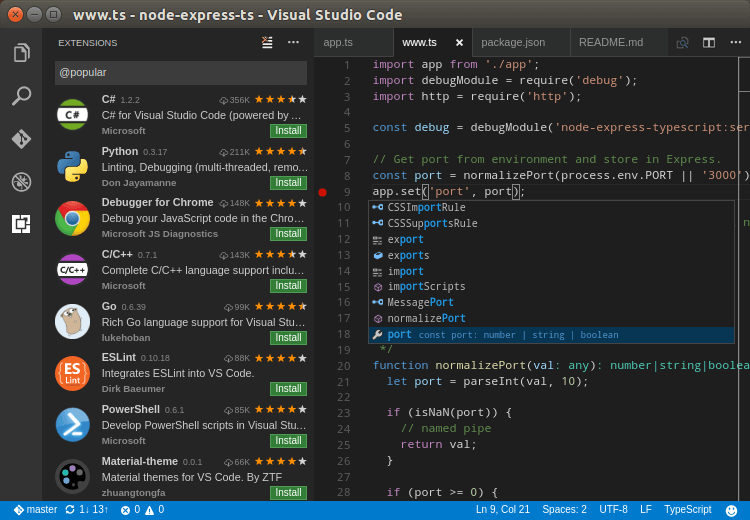 www.ts - node-express-ts - Visual Studio Code
EXTENSIONS
@popular
C# 1.2.2 356K
C# for Visual Studio Code (powered by ...
Microsoft Install
Python 0.3.17 211K
Linting, Debugging (multi-threaded, remo...
Don Jayamanne Install
Debugger for Chrome 148K
Debug your JavaScript code in the Chro...
Microsoft JS Diagnostics Install
C/C++ 0.7.1 143K
Complete C/C++ language support inclu...
Microsoft Install
Go 0.6.39 99K
Rich Go language support for Visual Stu...
lukehoban Install
ESLint 0.10.18 88K
Integrates ESLint into VS Code.
Dirk Baeumer Install
PowerShell 0.6.1 85K
Develop PowerShell scripts in Visual Stu...
Microsoft Install
Material-theme 0.0.1 66K
Material themes for VS Code. By ZTF
zhuangtongfa Install
C#
C/C++
ES
Lint
app.ts www.ts package.json README.md
1 import app from './app';
2 import debugModule = require('debug');
3 import http = require('http');
4
5 const debug = debugModule('node-express-typescript:ser
6
7 // Get port from environment and store in Express.
8 const port = normalizePort(process.env.PORT || '3000')
9 app.set('port', port);
10 CSSImportRule
11 CSSSupportsRule
12 export
13 exports
14 import
15 importScripts
16 MessagePort
17 normalizePort
18 port const port: number | string | boolean
19 */
20 function normalizePort(val: any): number|string|boolea
21 let port = parseInt(val, 10);
22
23 if (isNaN(port)) {
24 // named pipe
25 return val;
26 }
27
28 if (port >= 0) {
master 1↓ 13↑ 0 0 Ln 9, Col 21 Spaces: 2 UTF-8 LF TypeScript